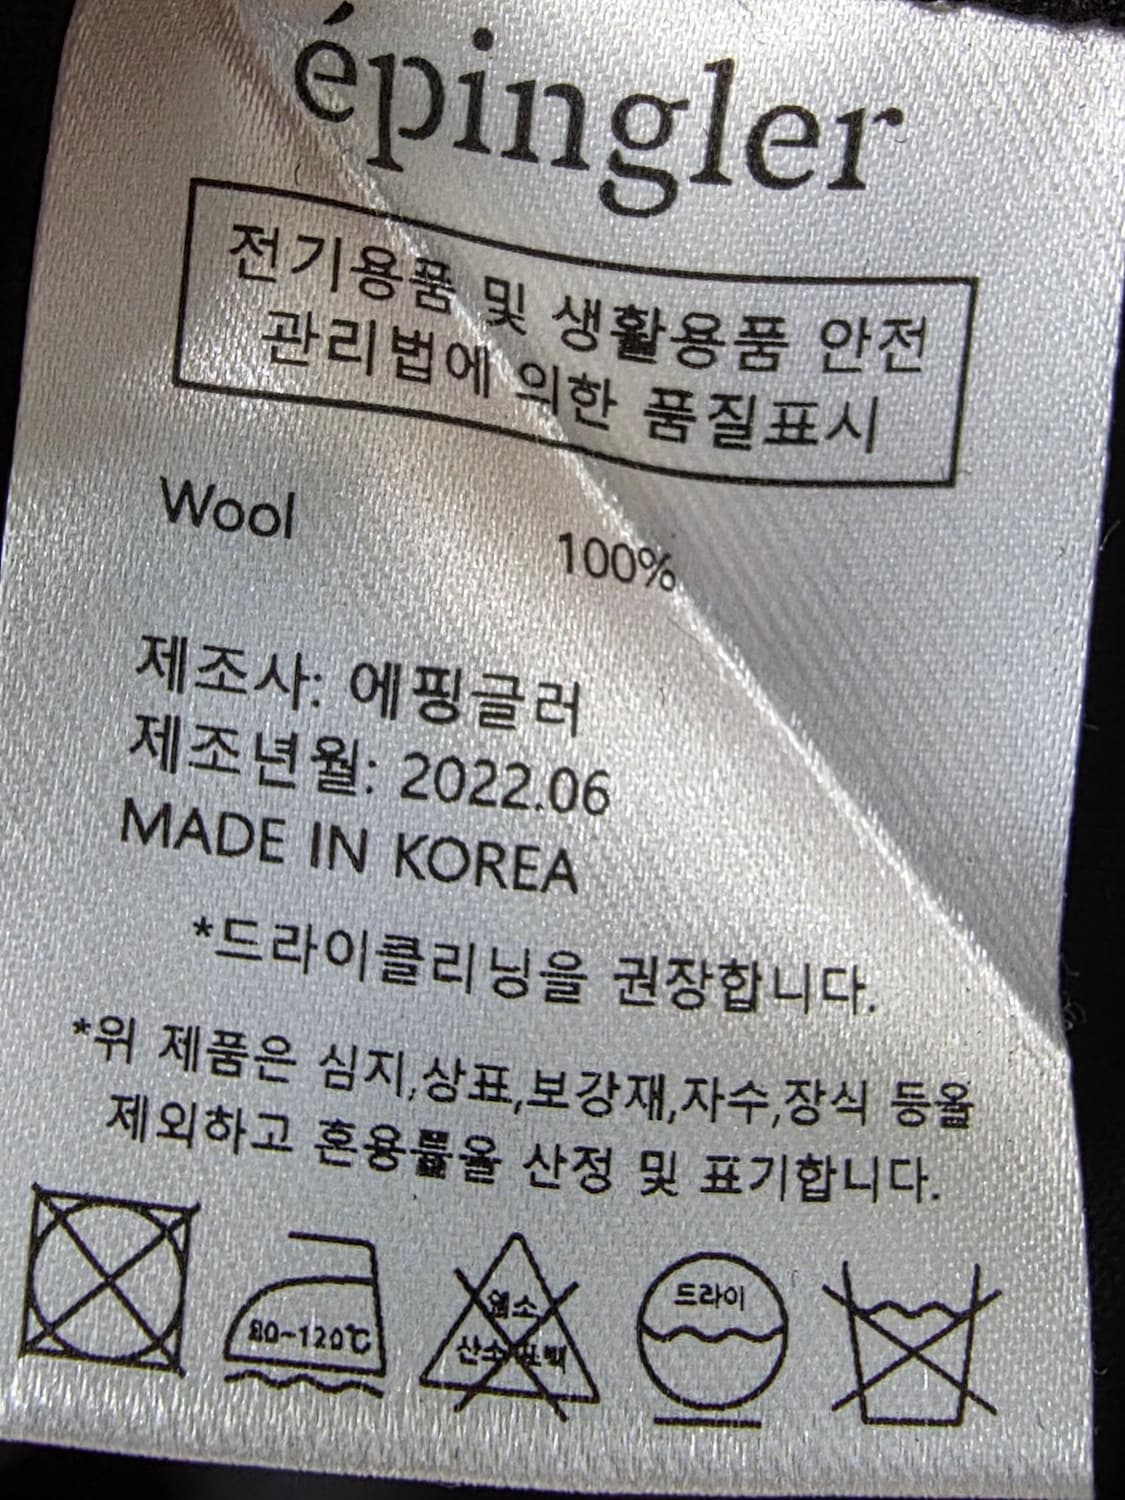 épingler
전기용품 및 생활용품 안전
관리법에 의한 품질표시
Wool 100%
제조사: 에핑글러
제조년월: 2022.06
MADE IN KOREA
*드라이클리닝을 권장합니다.
*위 제품은 심지,상표,보강재,자수,장식 등을
제외하고 혼용률을 산정 및 표기합니다.
80~120℃
염소
산소 표백
드라이